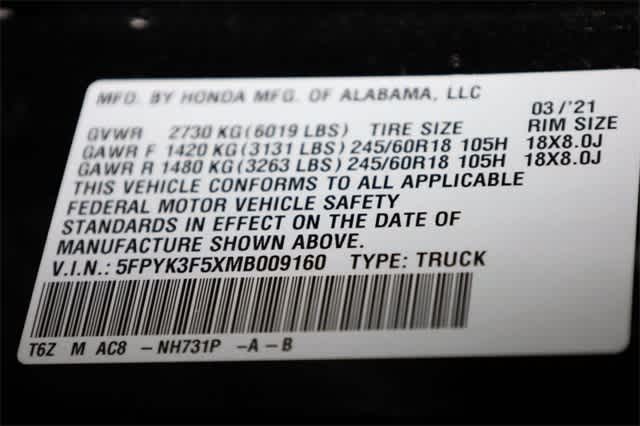 MFD. BY HONDA MFG. OF ALABAMA, LLC 03/'21
GVWR 2730 KG(6019 LBS) TIRE SIZE RIM SIZE
GAWR F 1420 KG(3131 LBS)245/60R18 105H 18X8.0J
GAWR R 1480 KG(3263 LBS)245/60R18 105H 18X8.0J
THIS VEHICLE CONFORMS TO ALL APPLICABLE
FEDERAL MOTOR VEHICLE SAFETY
STANDARDS IN EFFECT ON THE DATE OF
MANUFACTURE SHOWN ABOVE.
V.I.N.: 5FPYK3F5XMB009160 TYPE: TRUCK
T6Z M AC8 -NH731P -A-B